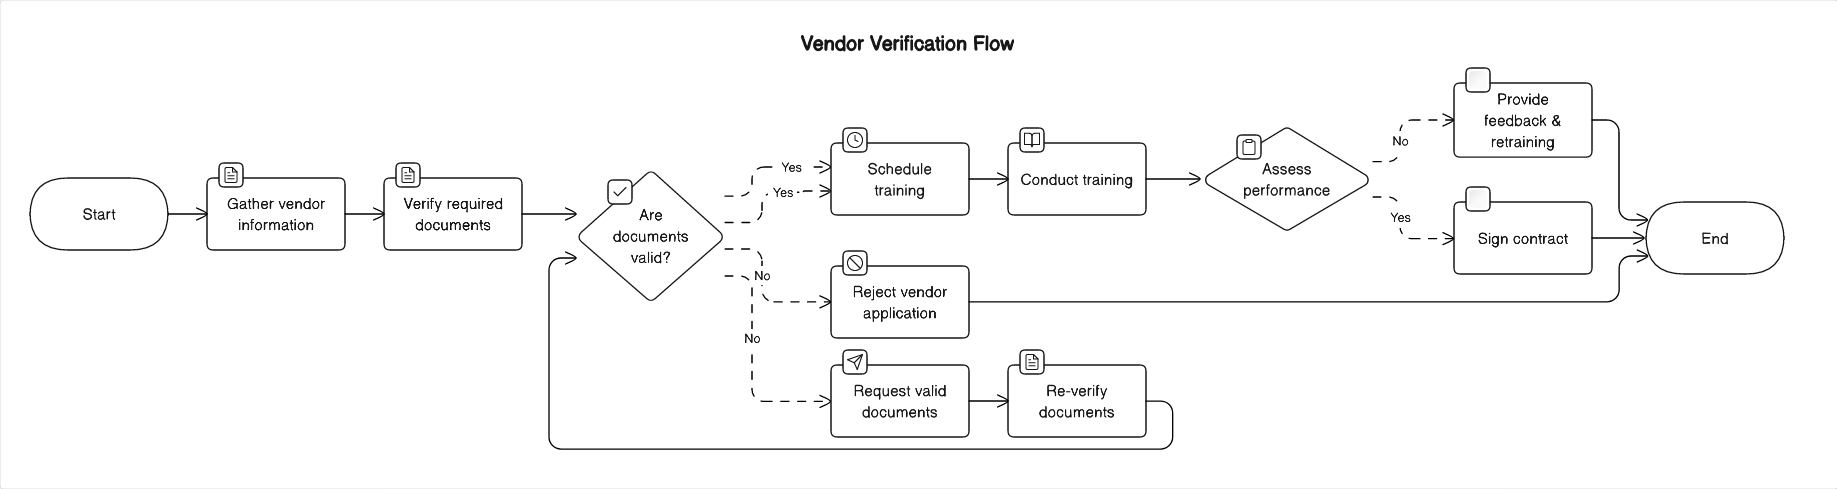 Vendor Verification Flow
Start
Gather vendor
information
Verify required
documents
Are
documents
valid?
Yes
Yes
No
No
Schedule
training
Conduct training
Assess
performance
No
Yes
Provide
feedback &
retraining
Sign contract
End
Reject vendor
application
Request valid
documents
Re-verify
documents